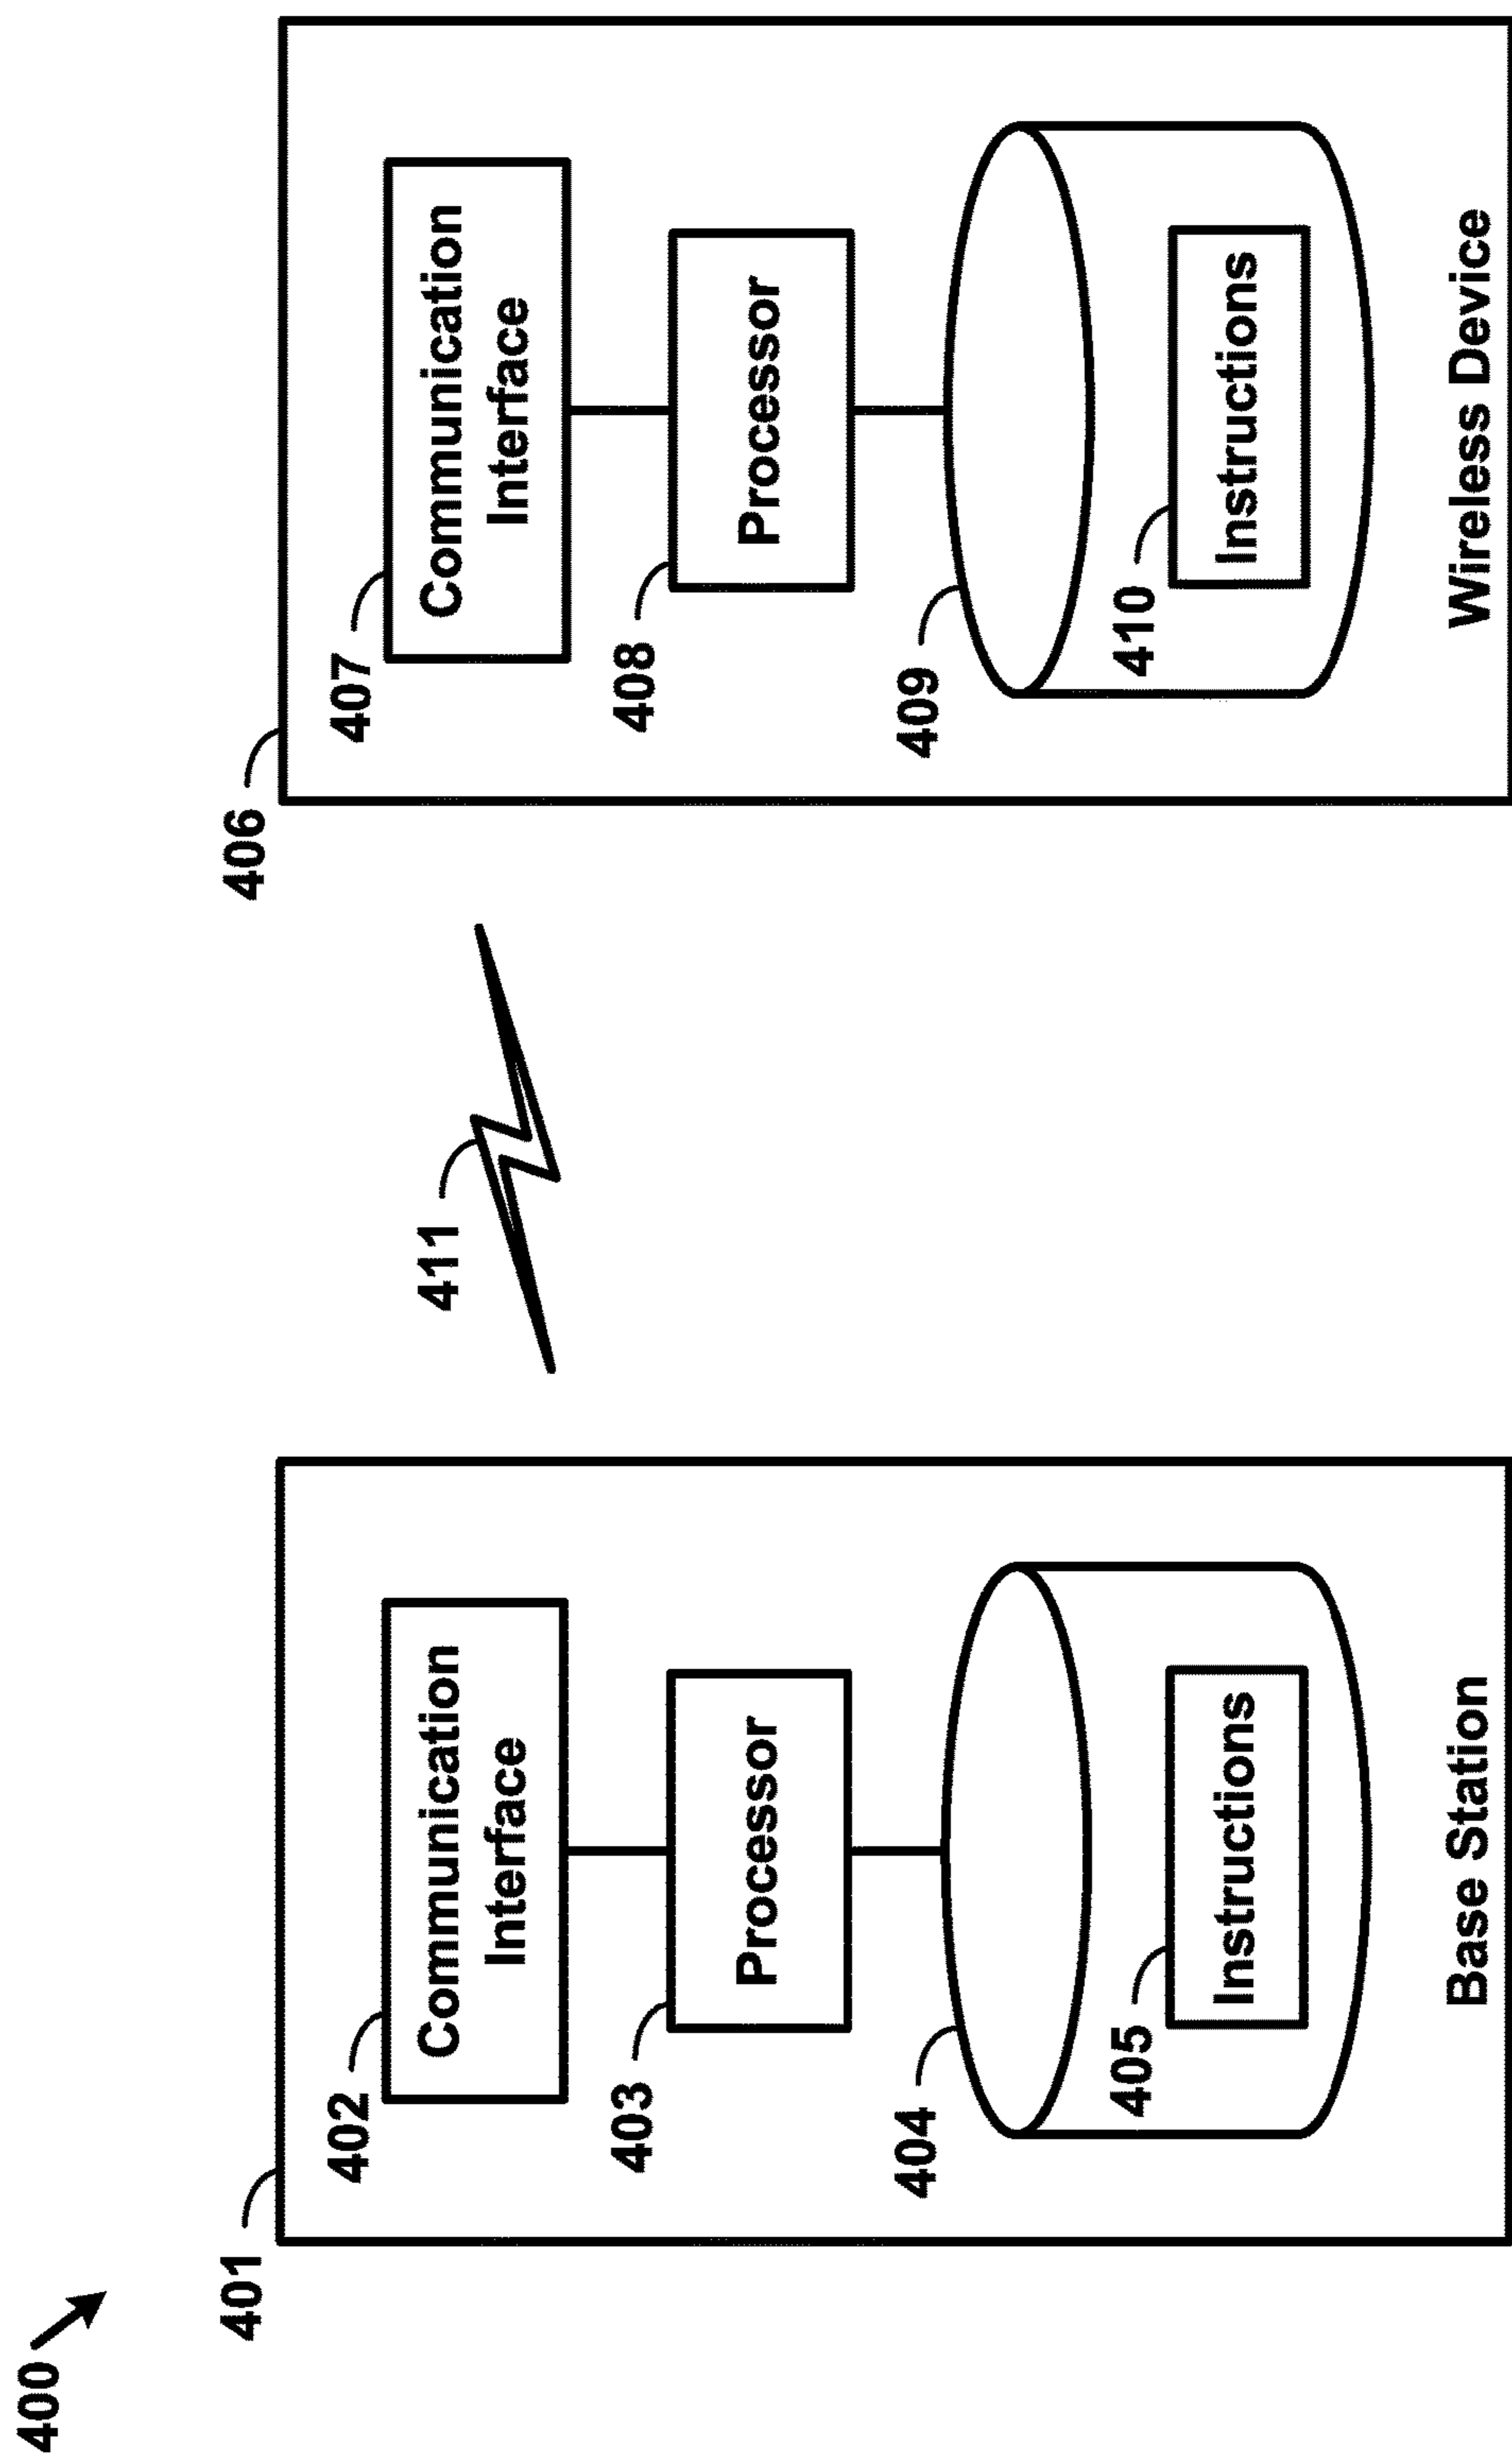 400
401
402
Communication
Interface
403
Processor
404
405
Instructions
Base Station
411
406
407
Communication
Interface
408
Processor
409
410
Instructions
Wireless Device